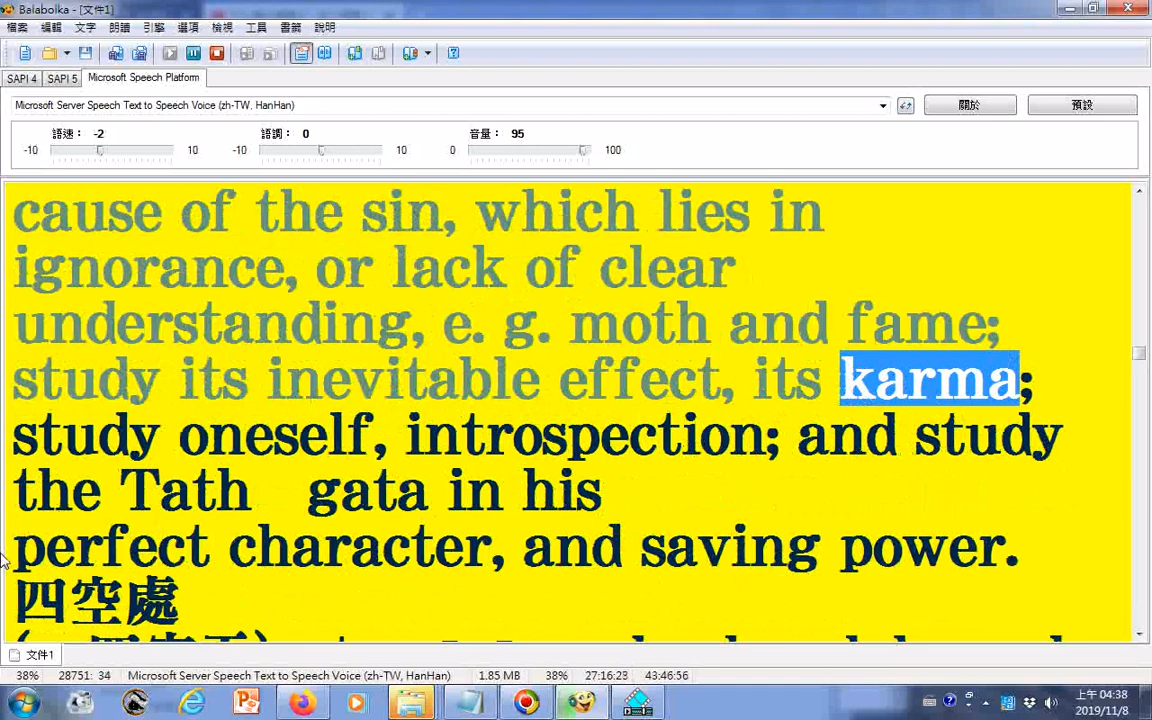 Balabolka - [文件1]
檔案 編輯 文字 朗讀 引擎 選項 檢視 工具 書籤 說明
SAPI 4 SAPI 5 Microsoft Speech Platform
Microsoft Server Speech Text to Speech Voice (zh-TW, HanHan)
關於 預設
語速: -2 語調: 0 音量: 95
-10 10 -10 10 0 100
cause of the sin, which lies in
ignorance, or lack of clear
understanding, e. g. moth and fame;
study its inevitable effect, its karma;
study oneself, introspection; and study
the Tath gata in his
perfect character, and saving power.
四空處
文件1
38% 28751: 34 Microsoft Server Speech Text to Speech Voice (zh-TW, HanHan) 1.85 MB 38% 27:16:23 43:46:56
上午 04:38
2019/11/8